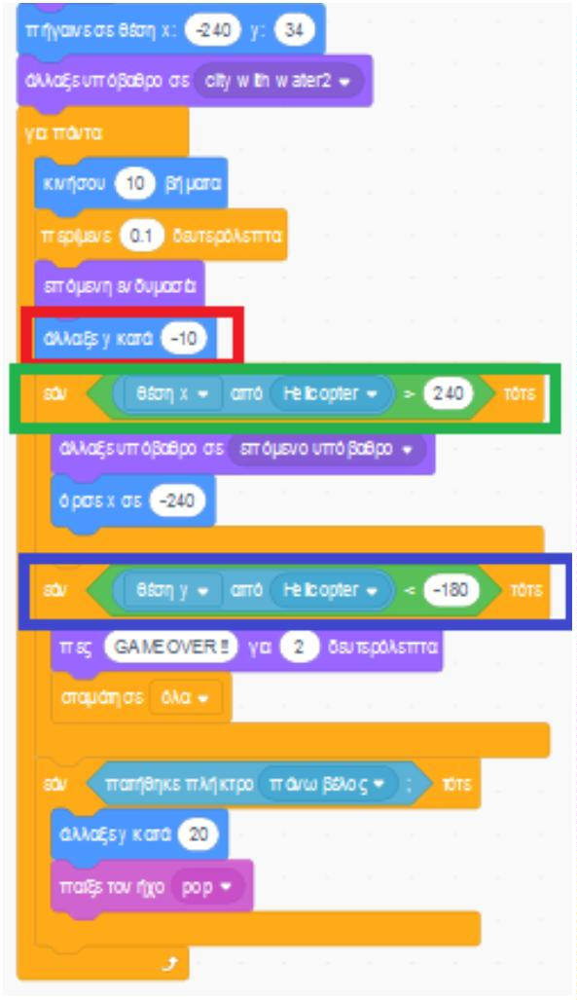 πήγαινε σε θέση x: -240 y: 34
άλλαξε υπόβαθρο σε city with water2
για πάντα
κινήσου 10 βήματα
περίμενε 0.1 δευτερόλεπτα
επόμενη ενδυμασία
άλλαξε y κατά -10
εάν θέση x από Helicopter > 240 τότε
άλλαξε υπόβαθρο σε επόμενο υπόβαθρο
όρισε x σε -240
εάν θέση y από Helicopter < -180 τότε
πες GAME OVER!! για 2 δευτερόλεπτα
σταμάτησε όλα
εάν πατήθηκε πλήκτρο πάνω βέλος ; τότε
άλλαξε y κατά 20
παίξε τον ήχο pop